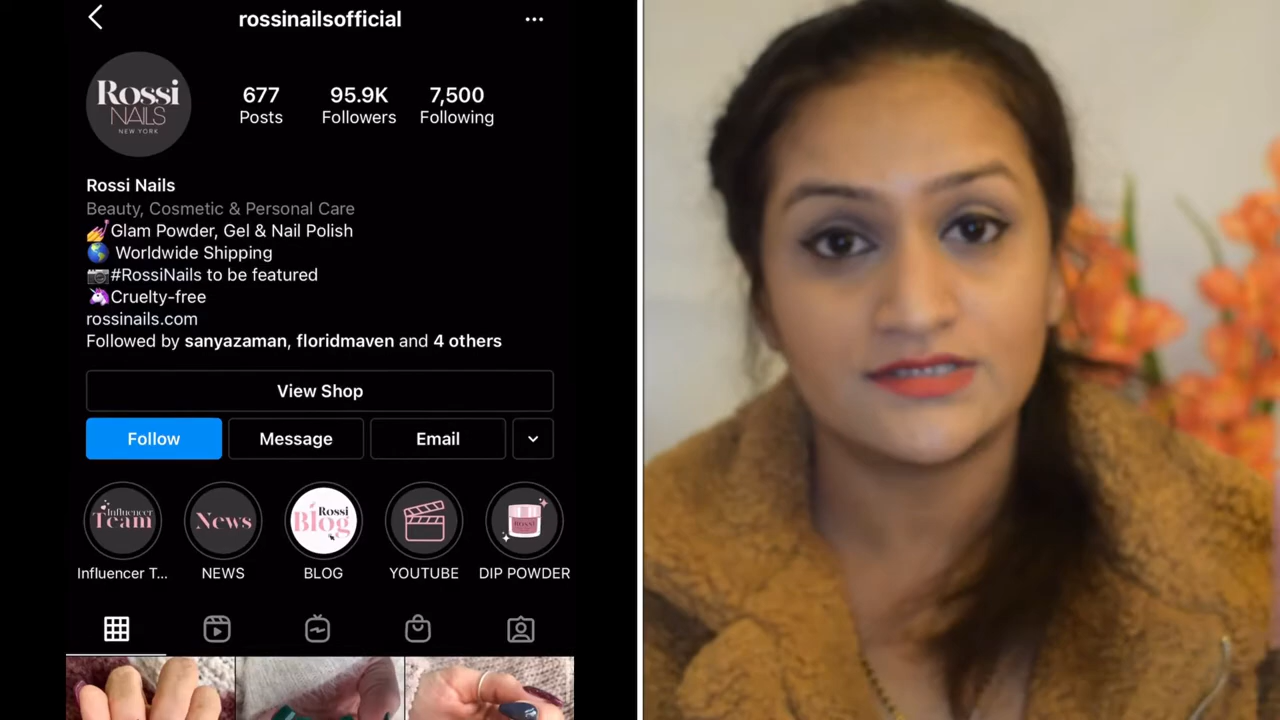 rossinailsofficial
Rossi
NAILS
NEW YORK
677
Posts
95.9K
Followers
7,500
Following
Rossi Nails
Beauty, Cosmetic & Personal Care
💅Glam Powder, Gel & Nail Polish
🌎 Worldwide Shipping
📷#RossiNails to be featured
🦄Cruelty-free
rossinails.com
Followed by sanyazaman, floridmaven and 4 others
View Shop
Follow
Message
Email
Influencer
Team
News
Rossi
Blog
ROSSI
Influencer T...
NEWS
BLOG
YOUTUBE
DIP POWDER